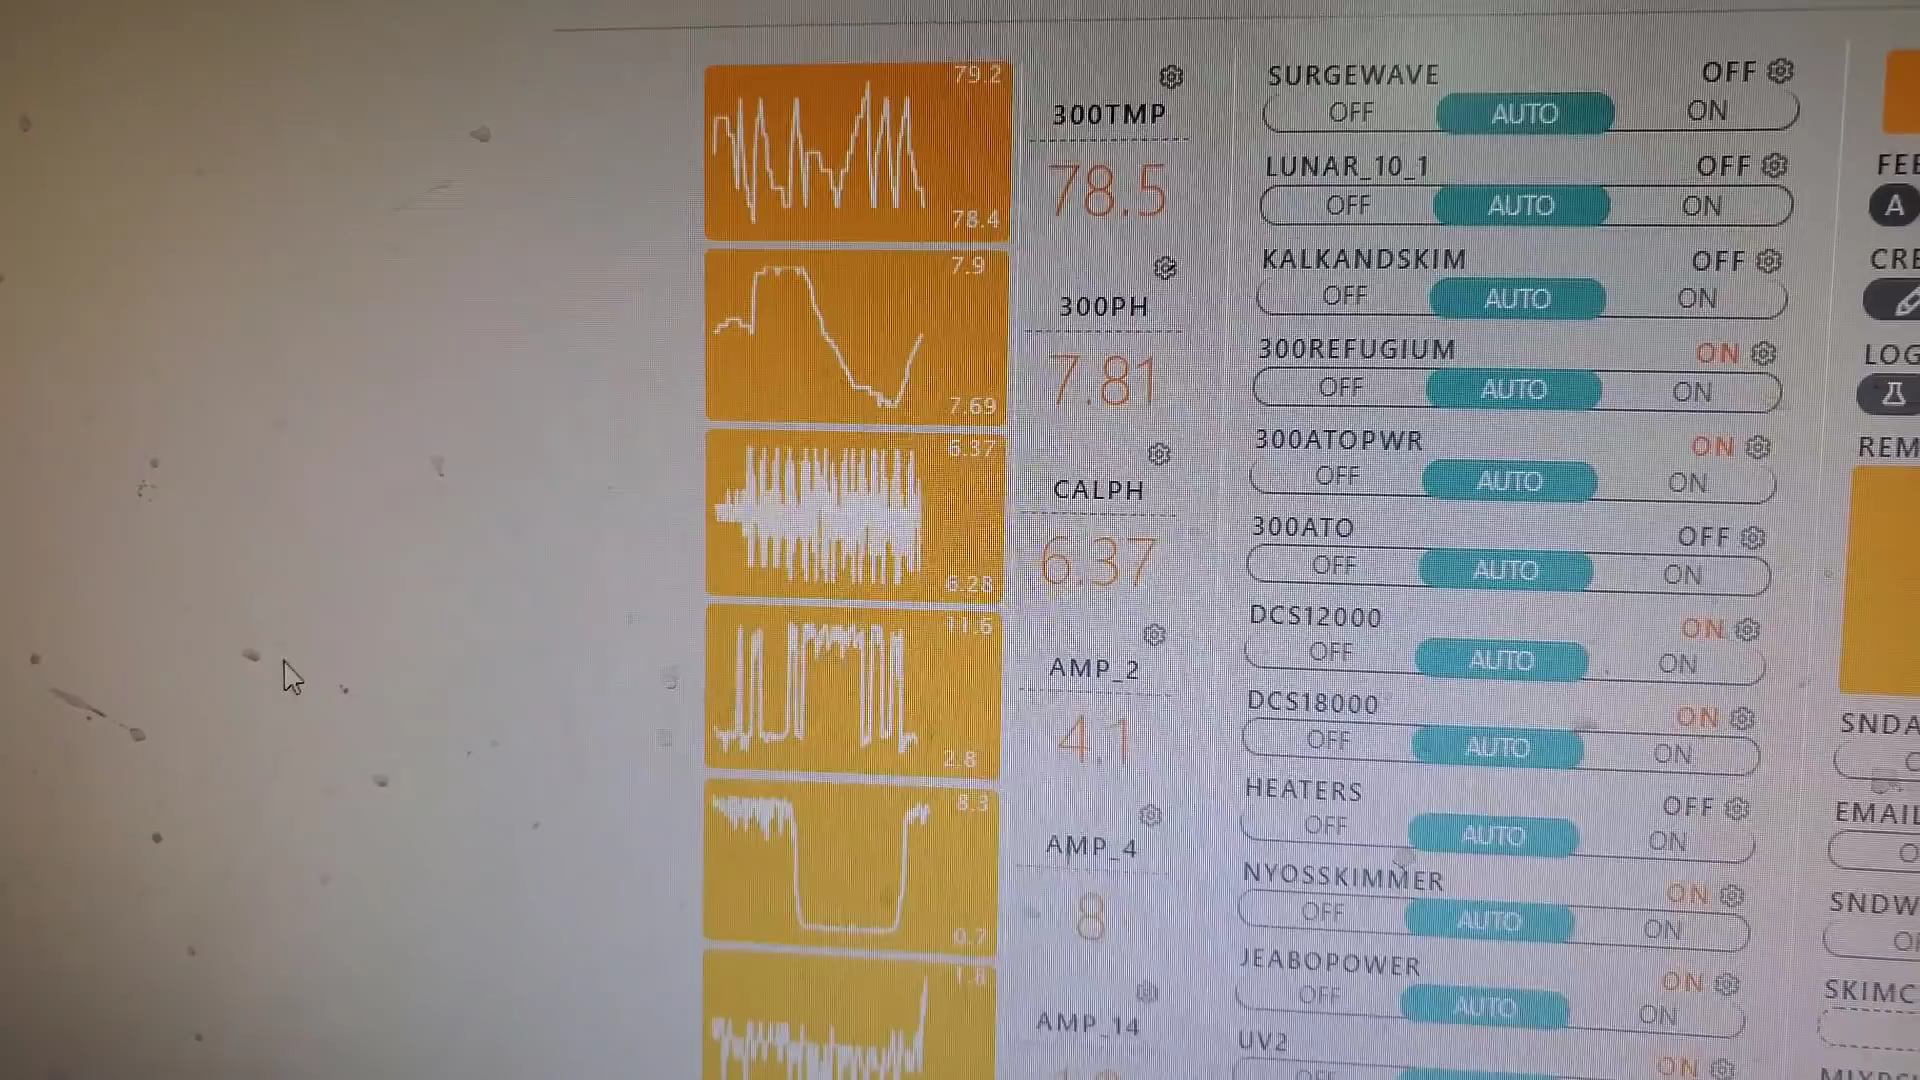 79.2
78.4
300TMP
78.5
7.9
7.69
300PH
7.81
6.37
6.28
CALPH
6.37
11.6
2.8
AMP_2
4.1
8.3
0.7
AMP_4
8
1.8
AMP_14
SURGEWAVE OFF
OFF AUTO ON
LUNAR_10_1 OFF
OFF AUTO ON
KALKANDSKIM OFF
OFF AUTO ON
300REFUGIUM ON
OFF AUTO ON
300ATOPWR ON
OFF AUTO ON
300ATO OFF
OFF AUTO ON
DCS12000 ON
OFF AUTO ON
DCS18000 ON
OFF AUTO ON
HEATERS OFF
OFF AUTO ON
NYOSSKIMMER ON
OFF AUTO ON
JEABOPOWER ON
OFF AUTO ON
UV2 ON
OFF
FEE
A
CRE
LOG
REM
SNDA
EMAIL
SNDW
SKIMC